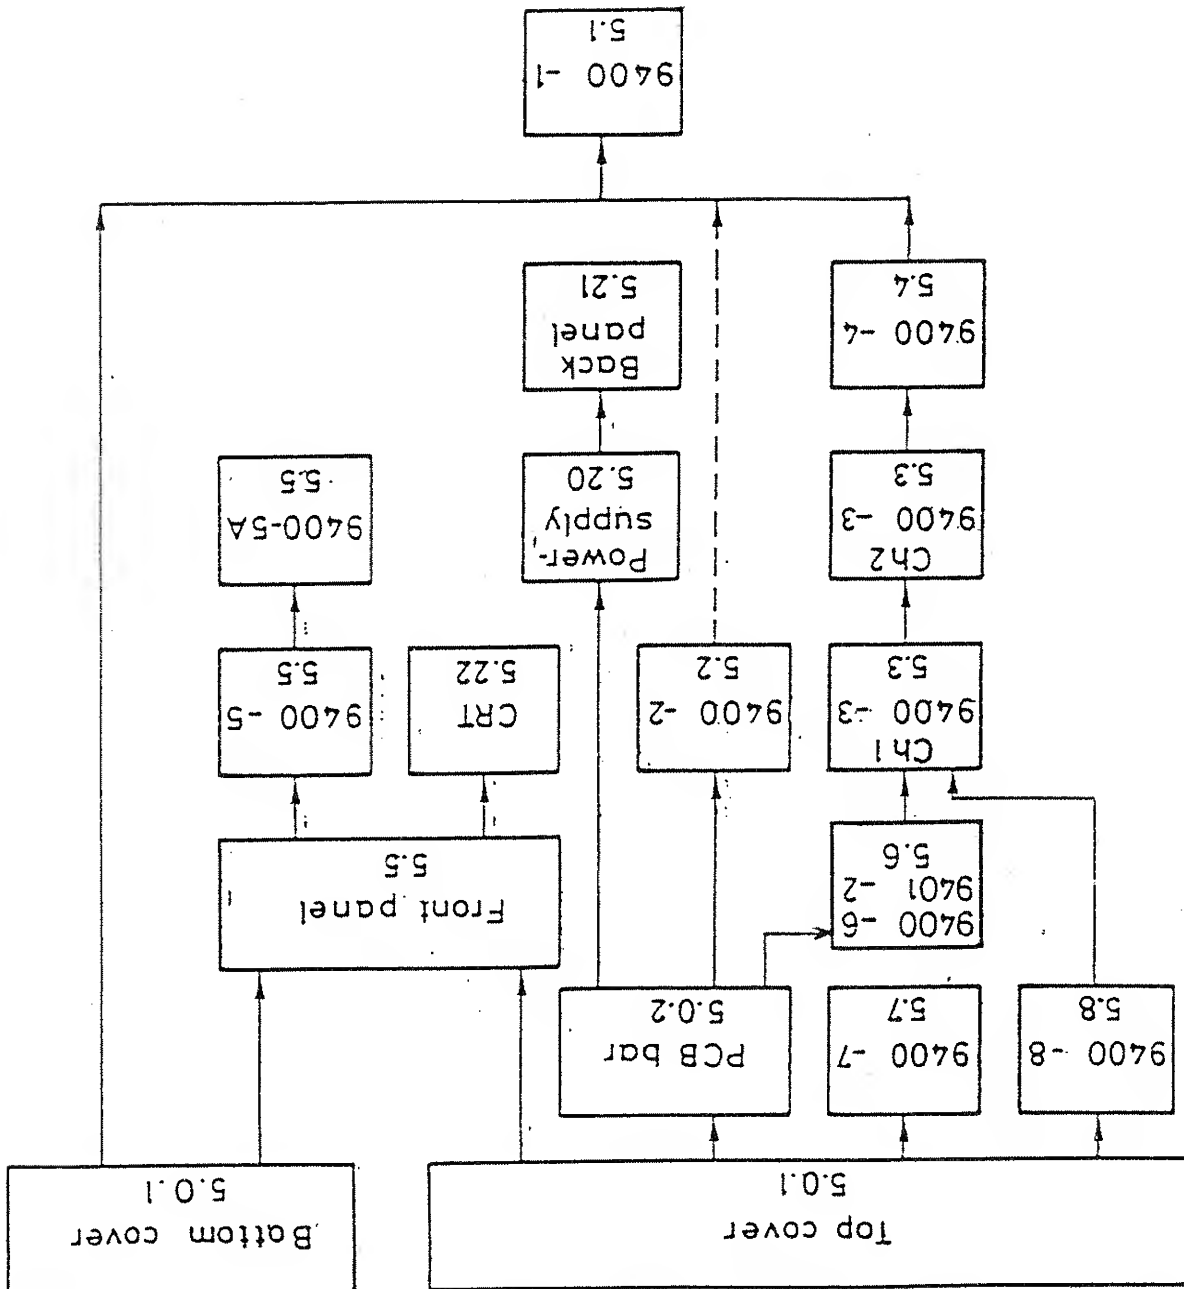 Top cover
5.0.1
Bottom cover
5.0.1
9400 -8
5.8
9400 -7
5.7
PCB bar
5.0.2
9400 -6
9401 -2
5.6
Front panel
5.5
Ch1
9400 -3
5.3
9400 -2
5.2
CRT
5.22
9400 -5
5.5
Ch2
9400 -3
5.3
Power-
supply
5.20
9400-5A
5.5
9400 -4
5.4
Back
panel
5.21
9400 -1
5.1